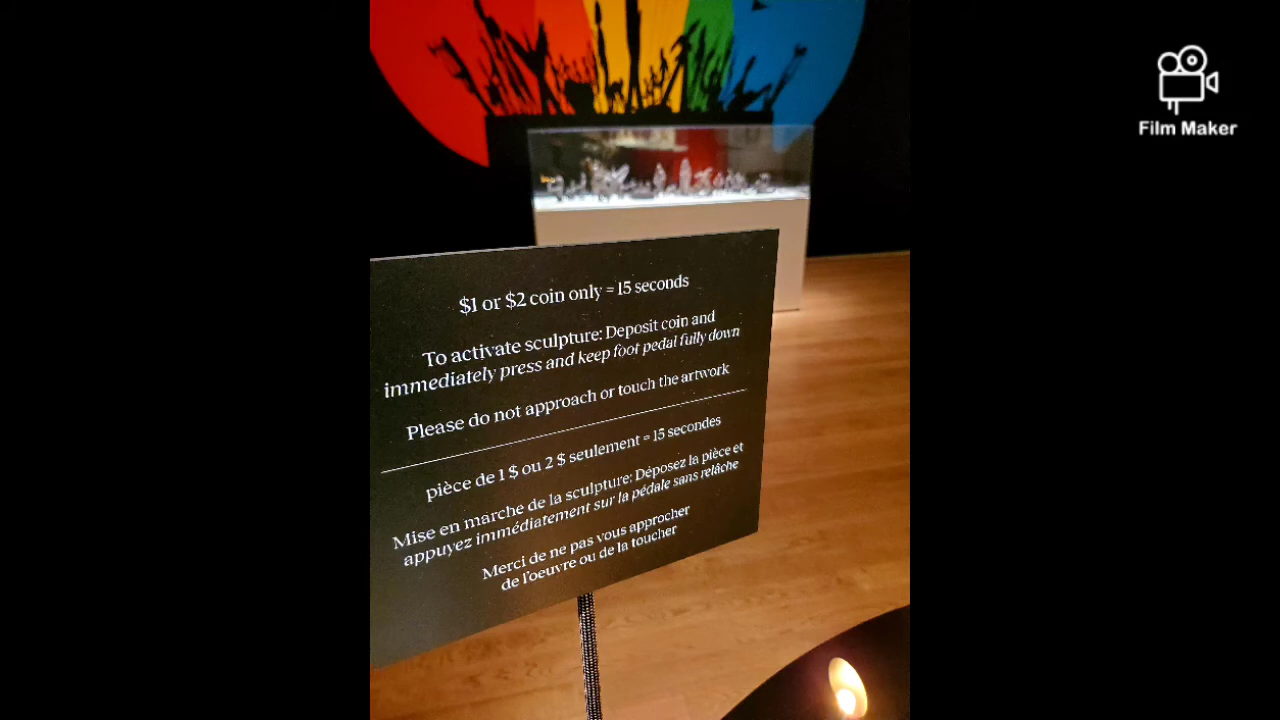 $1 or $2 coin only = 15 seconds
To activate sculpture: Deposit coin and
immediately press and keep foot pedal fully down
Please do not approach or touch the artwork
pièce de 1 $ ou 2 $ seulement = 15 secondes
Mise en marche de la sculpture: Déposez la pièce et
appuyez immédiatement sur la pédale sans relâche
Merci de ne pas vous approcher
de l'oeuvre ou de la toucher
Film Maker